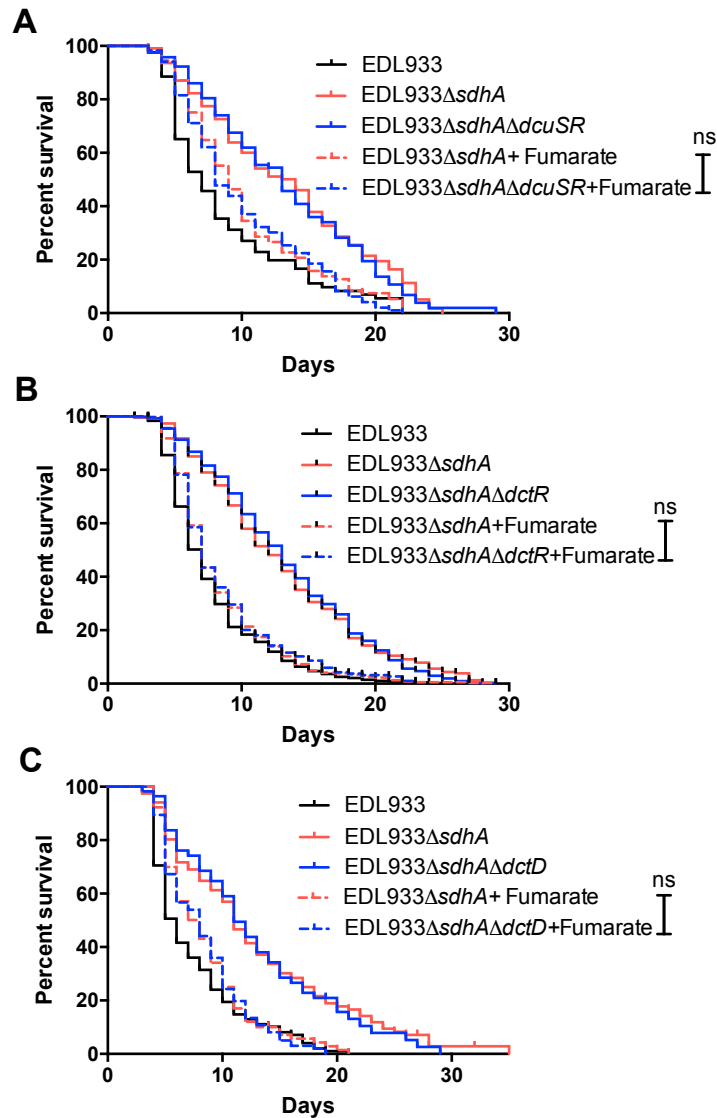 A
100
80
60
40
20
0
Percent survival
0 10 20 30
Days
EDL933
EDL933ΔsdhA
EDL933ΔsdhAΔdcuSR
EDL933ΔsdhA+ Fumarate
EDL933ΔsdhAΔdcuSR+Fumarate
ns
B
100
80
60
40
20
0
Percent survival
0 10 20 30
Days
EDL933
EDL933ΔsdhA
EDL933ΔsdhAΔdctR
EDL933ΔsdhA+Fumarate
EDL933ΔsdhAΔdctR+Fumarate
ns
C
100
80
60
40
20
0
Percent survival
0 10 20 30
Days
EDL933
EDL933ΔsdhA
EDL933ΔsdhAΔdctD
EDL933ΔsdhA+ Fumarate
EDL933ΔsdhAΔdctD+Fumarate
ns